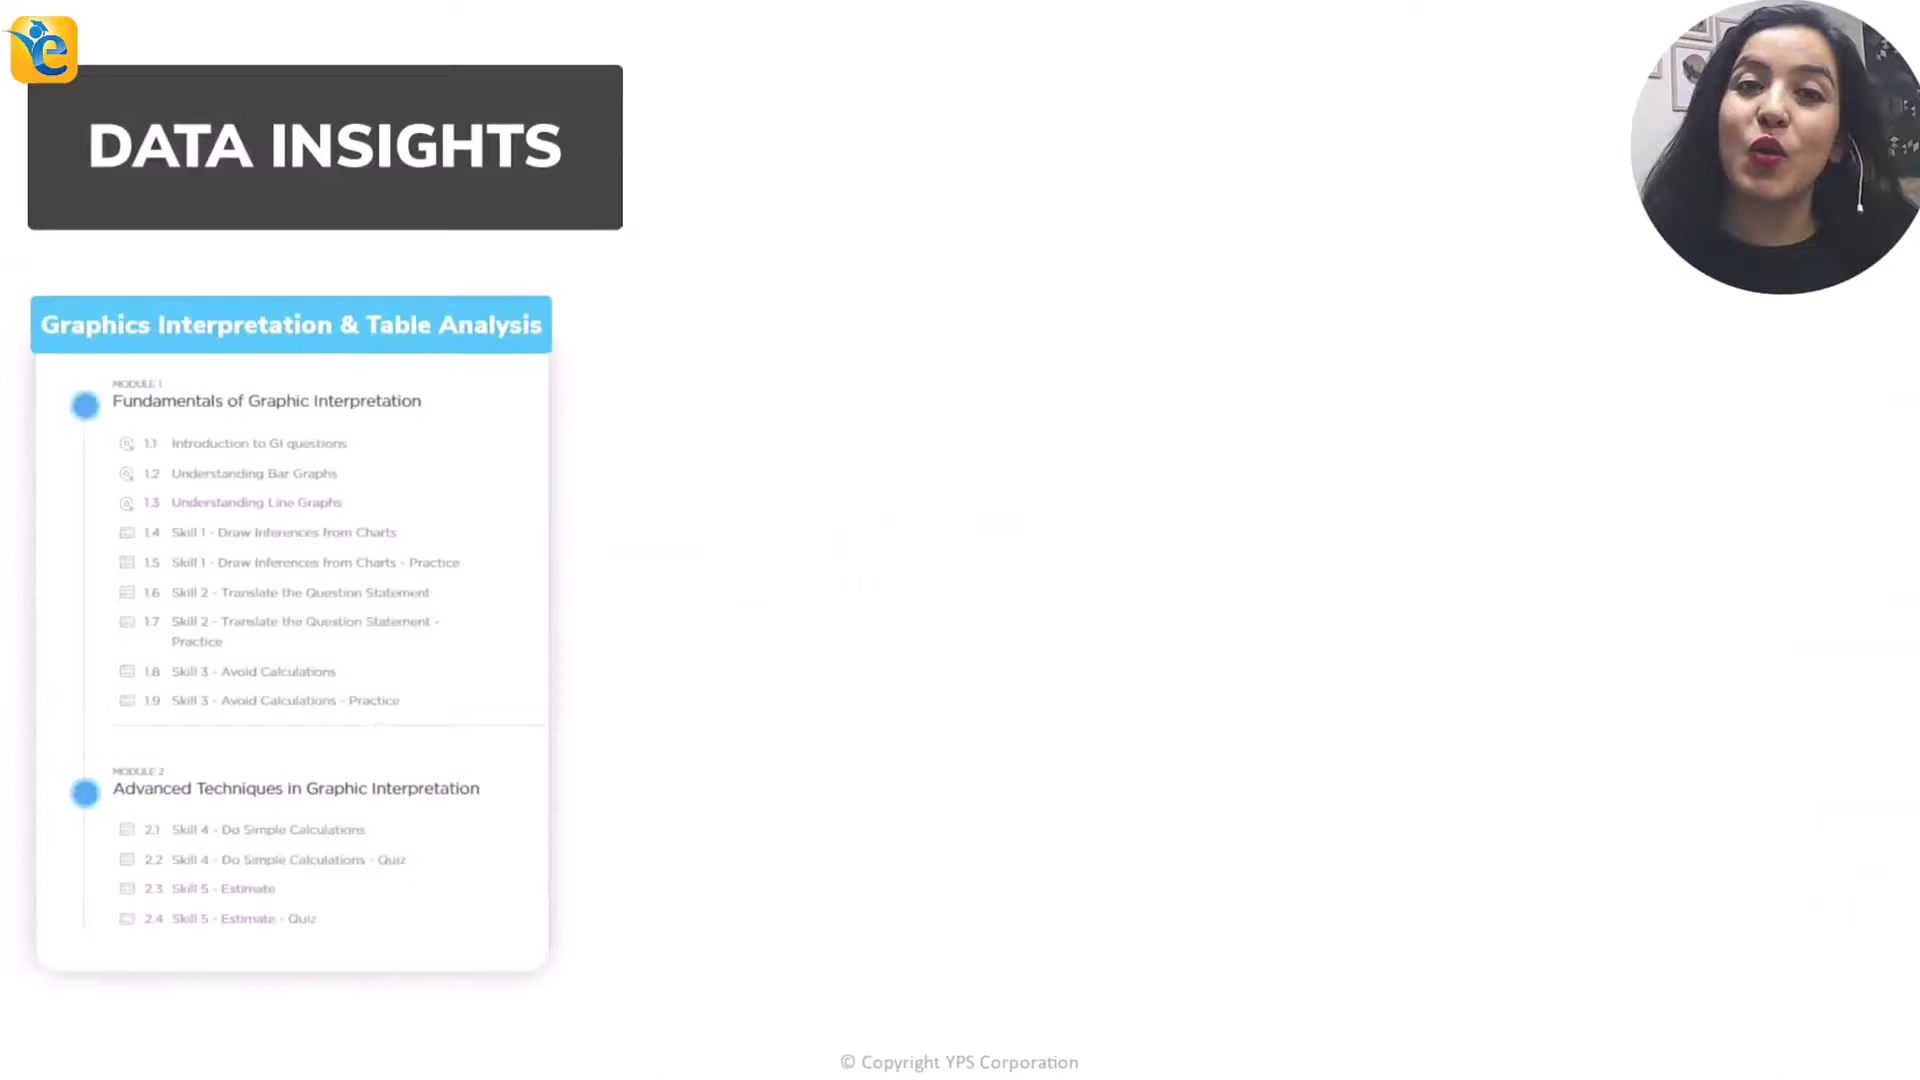 e
DATA INSIGHTS
Graphics Interpretation & Table Analysis
MODULE 1
Fundamentals of Graphic Interpretation
1.1 Introduction to GI questions
1.2 Understanding Bar Graphs
1.3 Understanding Line Graphs
1.4 Skill 1 - Draw Inferences from Charts
1.5 Skill 1 - Draw Inferences from Charts - Practice
1.6 Skill 2 - Translate the Question Statement
1.7 Skill 2 - Translate the Question Statement -
Practice
1.8 Skill 3 - Avoid Calculations
1.9 Skill 3 - Avoid Calculations - Practice
MODULE 2
Advanced Techniques in Graphic Interpretation
2.1 Skill 4 - Do Simple Calculations
2.2 Skill 4 - Do Simple Calculations - Quiz
2.3 Skill 5 - Estimate
2.4 Skill 5 - Estimate - Quiz
© Copyright YPS Corporation